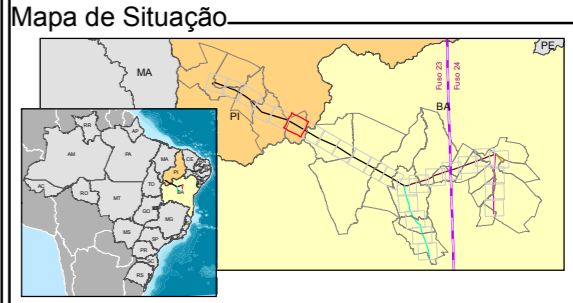 Mapa de Situação
PE
MA
Fuso 23
Fuso 24
BA
PI
RR
AP
AM
PA
MA
CE
PI
AC
RO
TO
MT
BA
GO
MG
MS
SP
PR
SC
RS